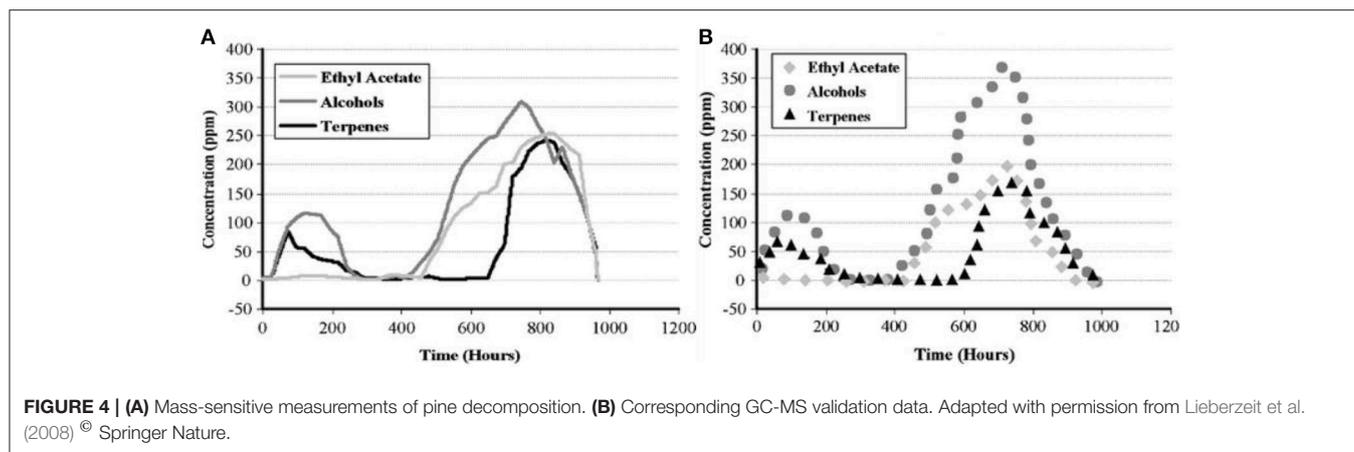 A
400
350
300
250
200
150
100
50
0
-50
Concentration (ppm)
Ethyl Acetate
Alcohols
Terpenes
0 200 400 600 800 1000 1200
Time (Hours)
B
400
350
300
250
200
150
100
50
0
-50
Concentration (ppm)
Ethyl Acetate
Alcohols
Terpenes
0 200 400 600 800 1000 1200
Time (Hours)
FIGURE 4 | (A) Mass-sensitive measurements of pine decomposition. (B) Corresponding GC-MS validation data. Adapted with permission from Lieberzeit et al.
(2008) © Springer Nature.